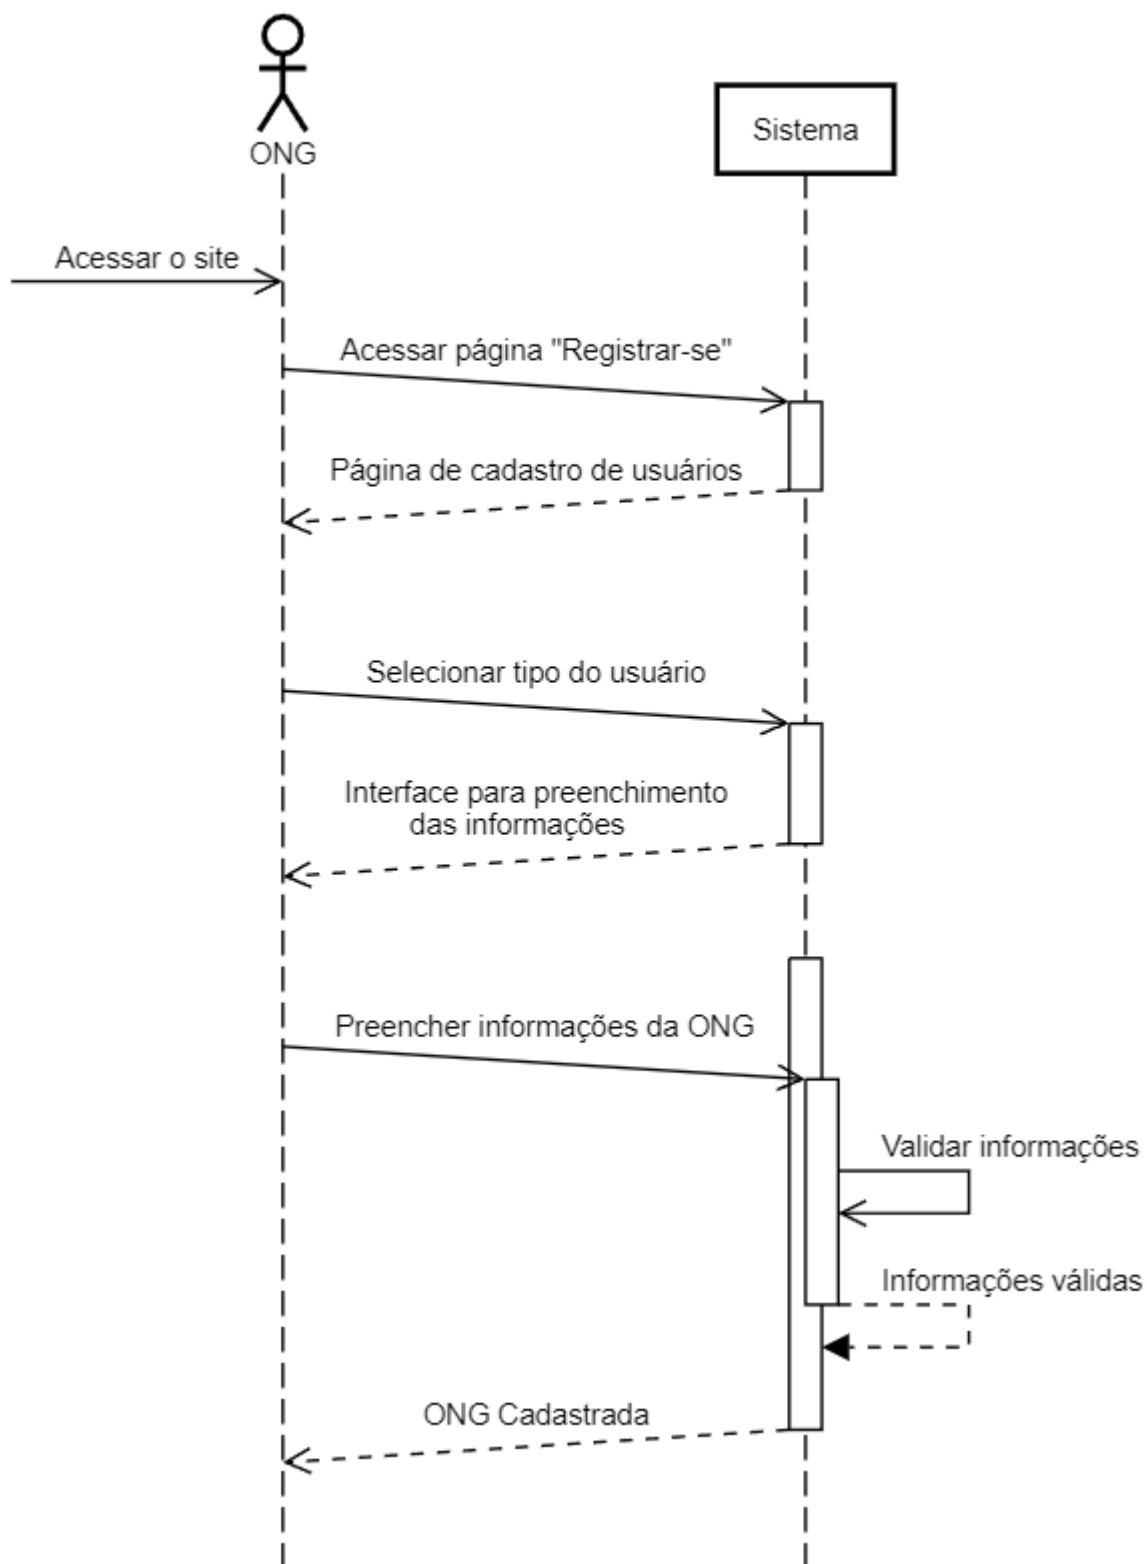 ONG
Sistema
Acessar o site
Acessar página "Registrar-se"
Página de cadastro de usuários
Selecionar tipo do usuário
Interface para preenchimento
das informações
Preencher informações da ONG
Validar informações
Informações válidas
ONG Cadastrada